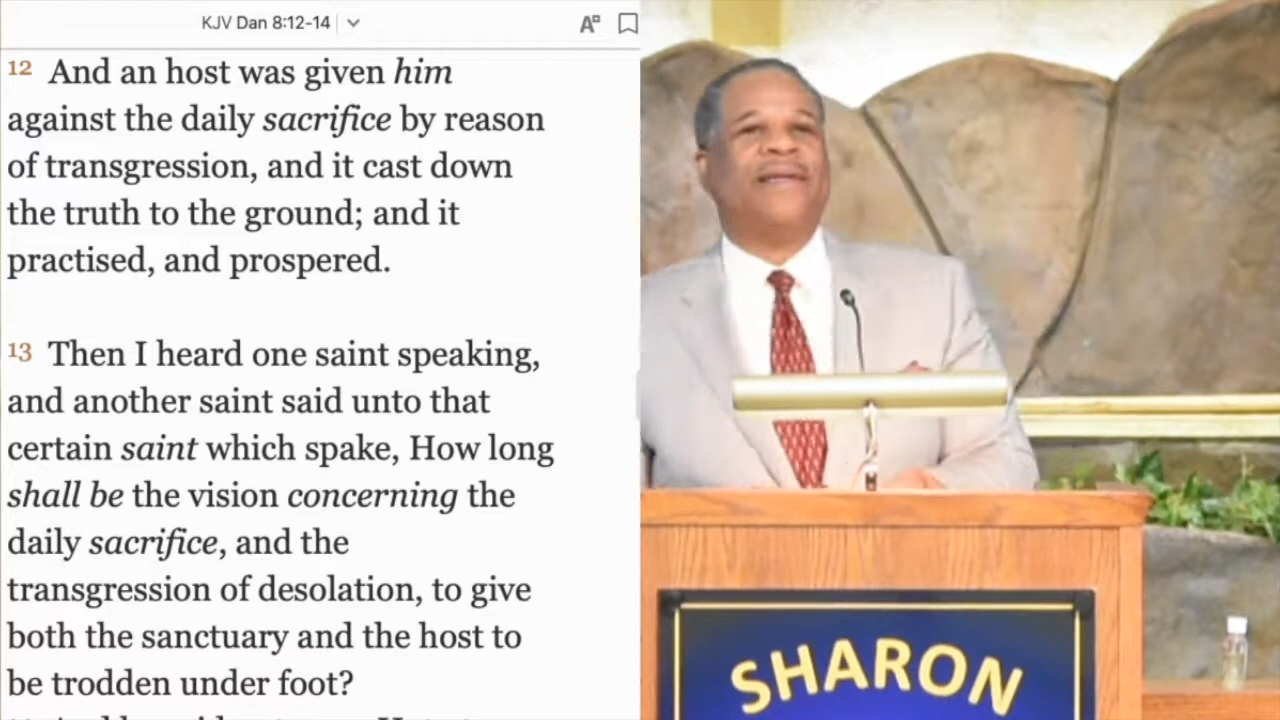 KJV Dan 8:12-14
12 And an host was given him
against the daily sacrifice by reason
of transgression, and it cast down
the truth to the ground; and it
practised, and prospered.
13 Then I heard one saint speaking,
and another saint said unto that
certain saint which spake, How long
shall be the vision concerning the
daily sacrifice, and the
transgression of desolation, to give
both the sanctuary and the host to
be trodden under foot?
SHARON